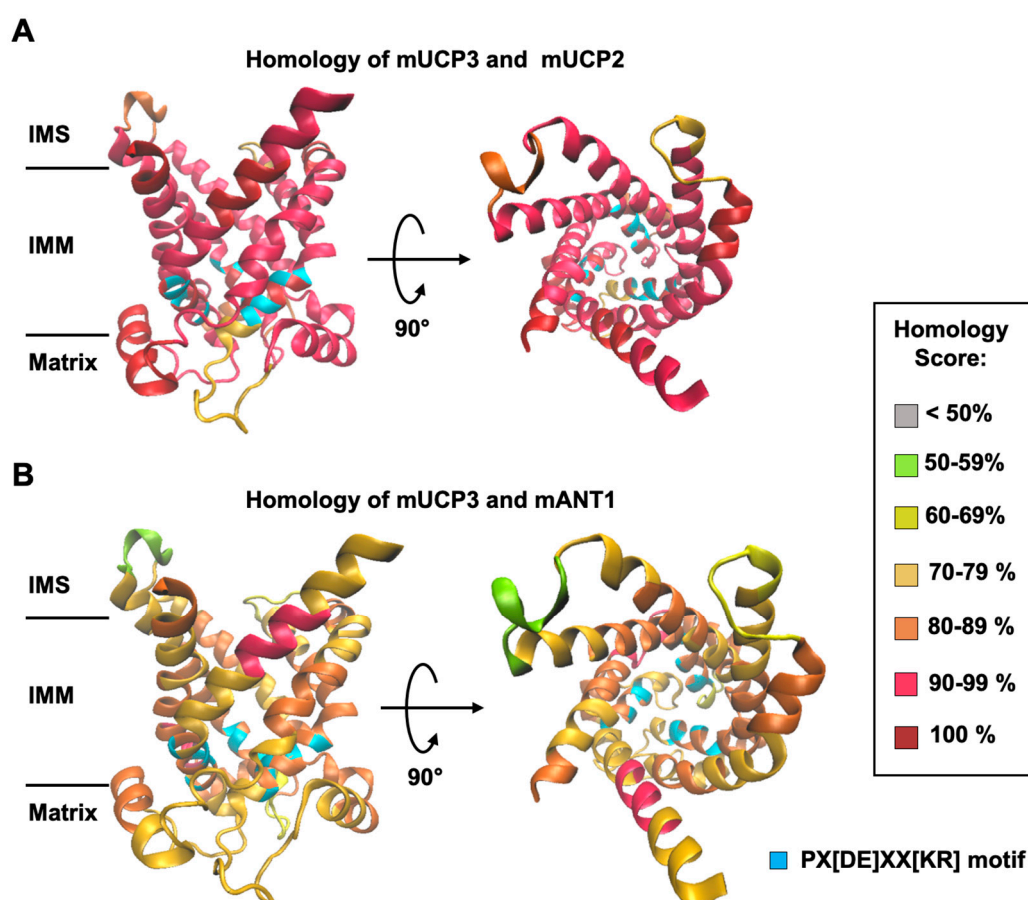 A
Homology of mUCP3 and mUCP2
IMS
IMM
Matrix
90°
Homology
Score:
< 50%
50-59%
60-69%
70-79 %
80-89 %
90-99 %
100 %
B
Homology of mUCP3 and mANT1
IMS
IMM
Matrix
90°
PX[DE]XX[KR] motif